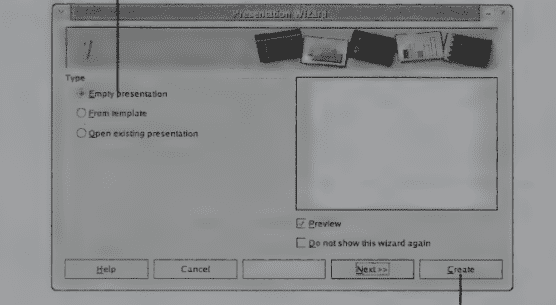 Presentation Wizard
1
Type
Empty presentation
From template
Open existing presentation
Preview
Do not show this wizard again
Help Cancel Next >> Create